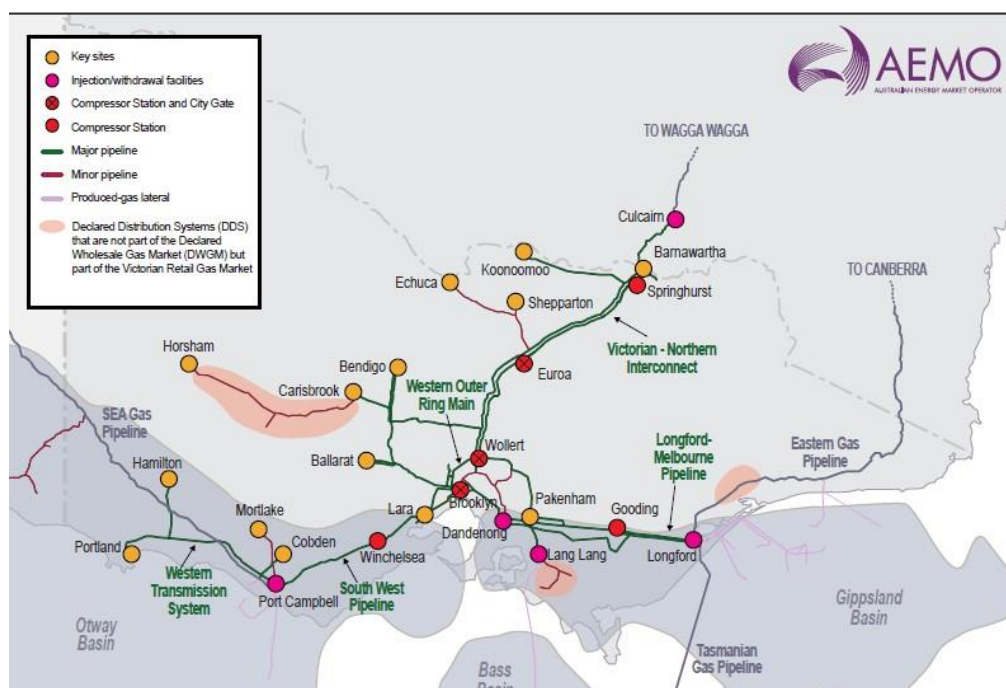 Key sites
Injection/withdrawal facilities
Compressor Station and City Gate
Compressor Station
Major pipeline
Minor pipeline
Produced-gas lateral
Declared Distribution Systems (DDS)
that are not part of the Declared
Wholesale Gas Market (DWGM) but
part of the Victorian Retail Gas Market
AEMO
AUSTRALIAN ENERGY MARKET OPERATOR
TO WAGGA WAGGA
Culcairn
Barnawartha
Koonoomoo
TO CANBERRA
Echuca
Springhurst
Shepparton
Victorian - Northern
Interconnect
Horsham
Bendigo
Euroa
Carisbrook
Western Outer
Ring Main
SEA Gas
Pipeline
Wollert
Longford-
Melbourne
Pipeline
Eastern Gas
Pipeline
Hamilton
Ballarat
Brooklyn
Pakenham
Gooding
Mortlake
Lara
Dandenong
Cobden
Portland
Winchelsea
Lang Lang
Longford
Western
Transmission
System
Port Campbell
South West
Pipeline
Otway
Basin
Gippsland
Basin
Tasmanian
Gas Pipeline
Bass